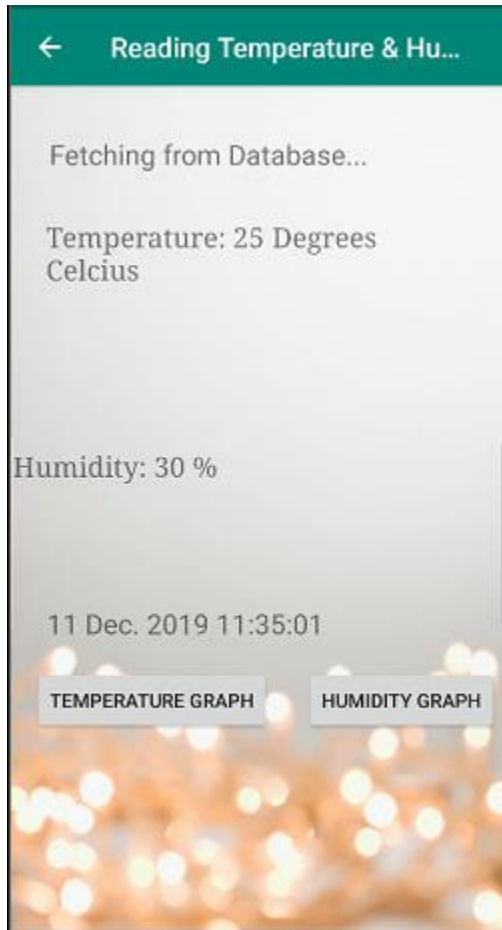 Reading Temperature & Hu...
Fetching from Database...
Temperature: 25 Degrees
Celcius
Humidity: 30 %
11 Dec. 2019 11:35:01
TEMPERATURE GRAPH
HUMIDITY GRAPH